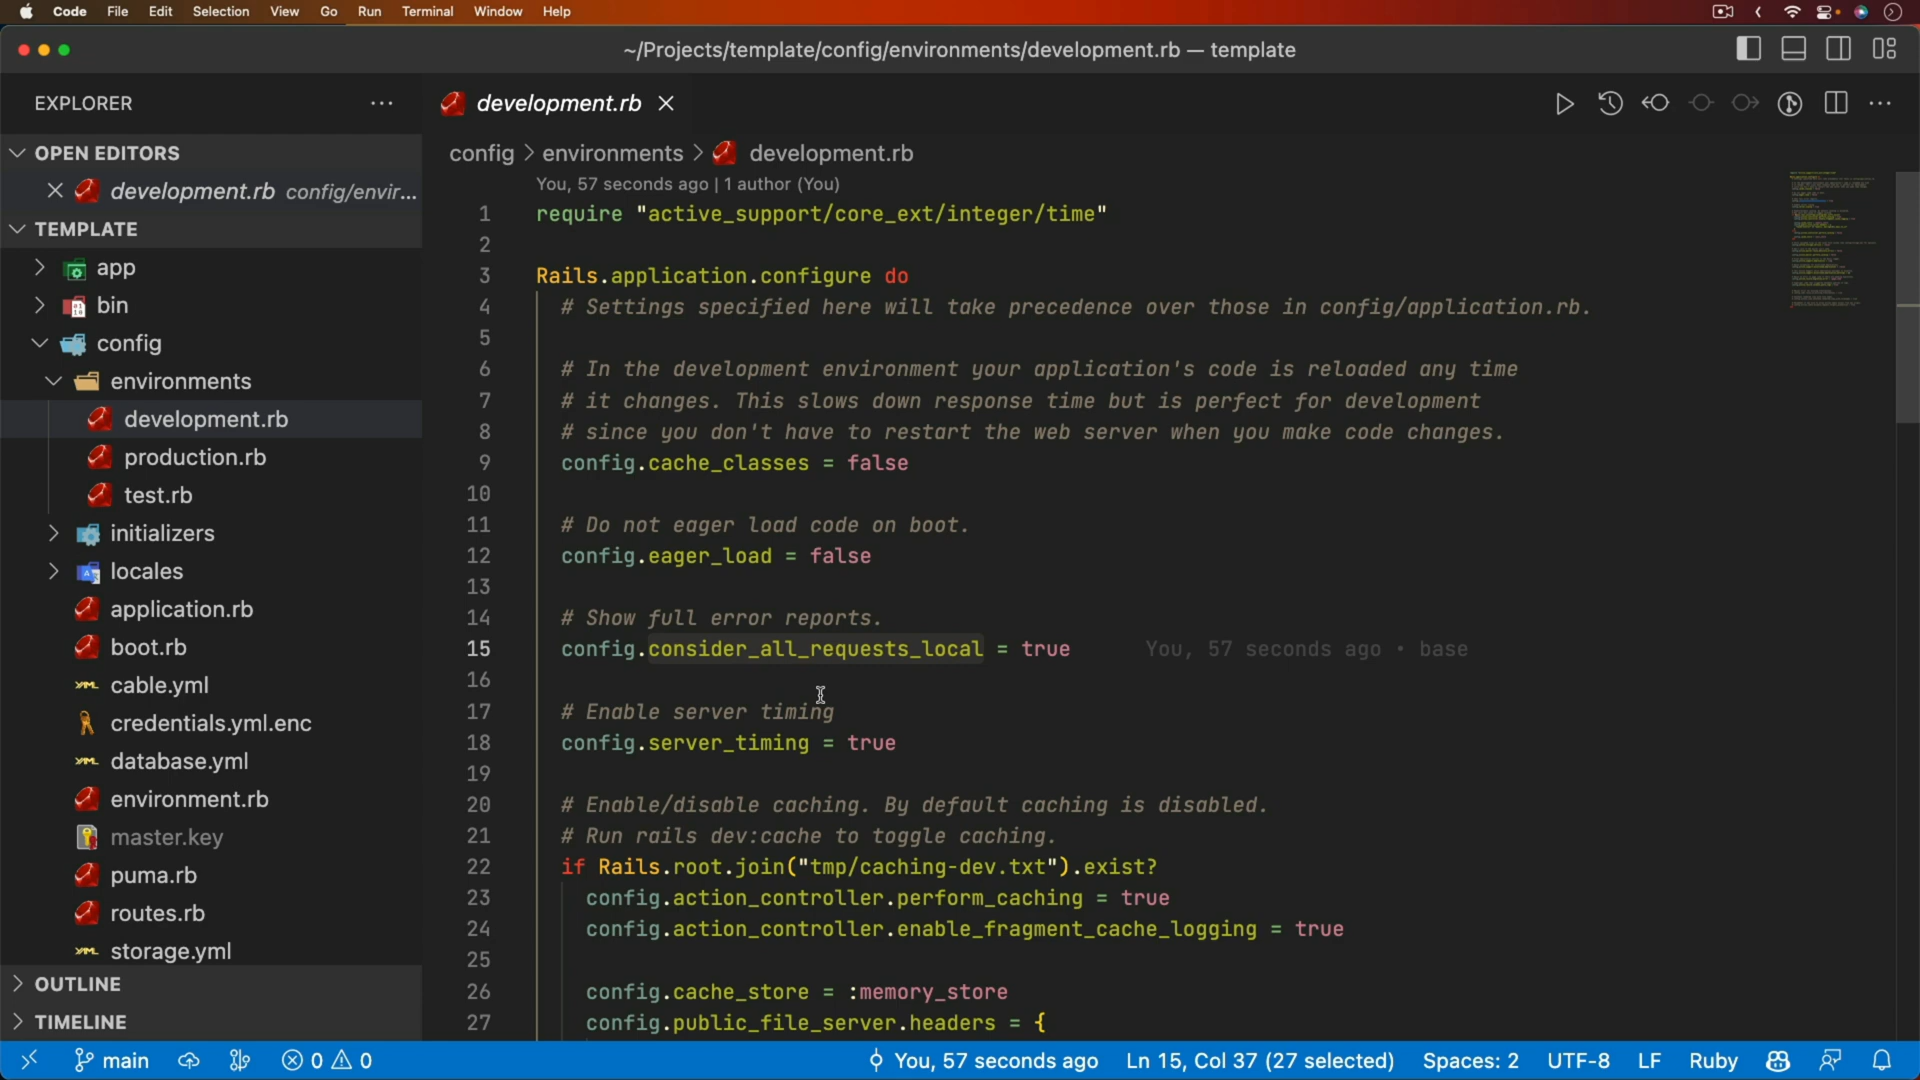 Code File Edit Selection View Go Run Terminal Window Help
~/Projects/template/config/environments/development.rb — template
EXPLORER
development.rb
OPEN EDITORS
development.rb config/envir...
TEMPLATE
app
bin
config
environments
development.rb
production.rb
test.rb
initializers
locales
application.rb
boot.rb
cable.yml
credentials.yml.enc
database.yml
environment.rb
master.key
puma.rb
routes.rb
storage.yml
OUTLINE
TIMELINE
config > environments > development.rb
You, 57 seconds ago | 1 author (You)
1 require "active_support/core_ext/integer/time"
2
3 Rails.application.configure do
4 # Settings specified here will take precedence over those in config/application.rb.
5
6 # In the development environment your application's code is reloaded any time
7 # it changes. This slows down response time but is perfect for development
8 # since you don't have to restart the web server when you make code changes.
9 config.cache_classes = false
10
11 # Do not eager load code on boot.
12 config.eager_load = false
13
14 # Show full error reports.
15 config.consider_all_requests_local = true You, 57 seconds ago • base
16
17 # Enable server timing
18 config.server_timing = true
19
20 # Enable/disable caching. By default caching is disabled.
21 # Run rails dev:cache to toggle caching.
22 if Rails.root.join("tmp/caching-dev.txt").exist?
23 config.action_controller.perform_caching = true
24 config.action_controller.enable_fragment_cache_logging = true
25
26 config.cache_store = :memory_store
27 config.public_file_server.headers = {
main 0 0 You, 57 seconds ago Ln 15, Col 37 (27 selected) Spaces: 2 UTF-8 LF Ruby